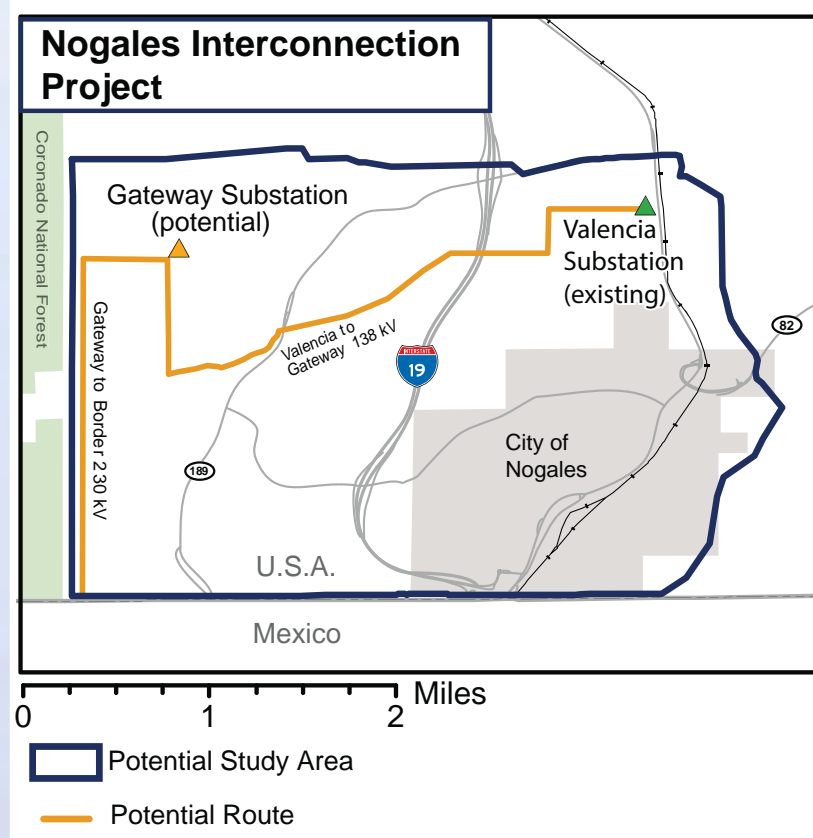 Nogales Interconnection
Project
Coronado National Forest
Gateway Substation
(potential)
Valencia
Substation
(existing)
Gateway to Border 230 kV
Valencia to
Gateway 138 kV
INTERSTATE
19
82
189
City of
Nogales
U.S.A.
Mexico
Miles
0 1 2
Potential Study Area
Potential Route